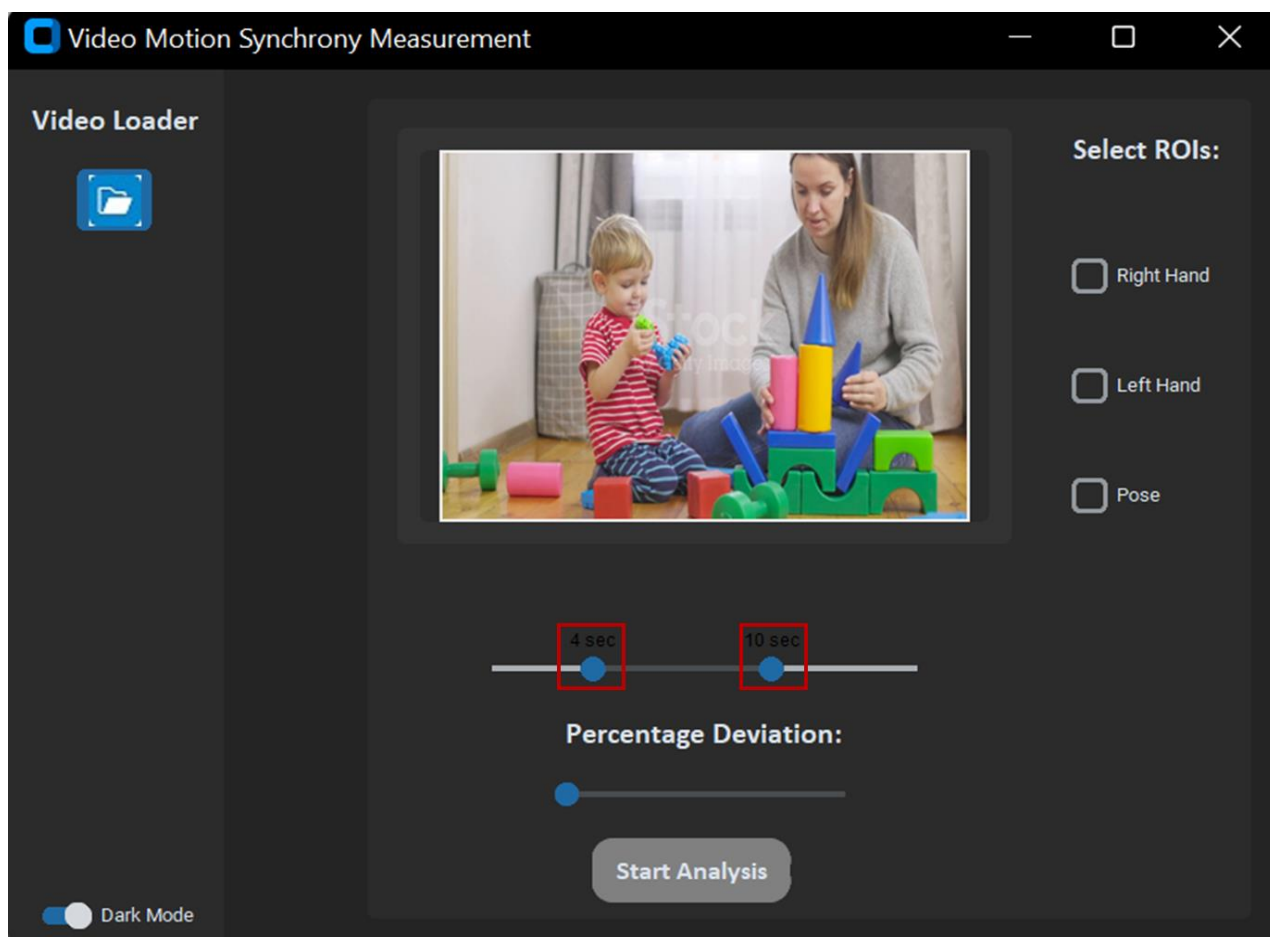 Video Motion Synchrony Measurement
Video Loader
Select ROIs:
Right Hand
Left Hand
Pose
4 sec
10 sec
Percentage Deviation:
Start Analysis
Dark Mode